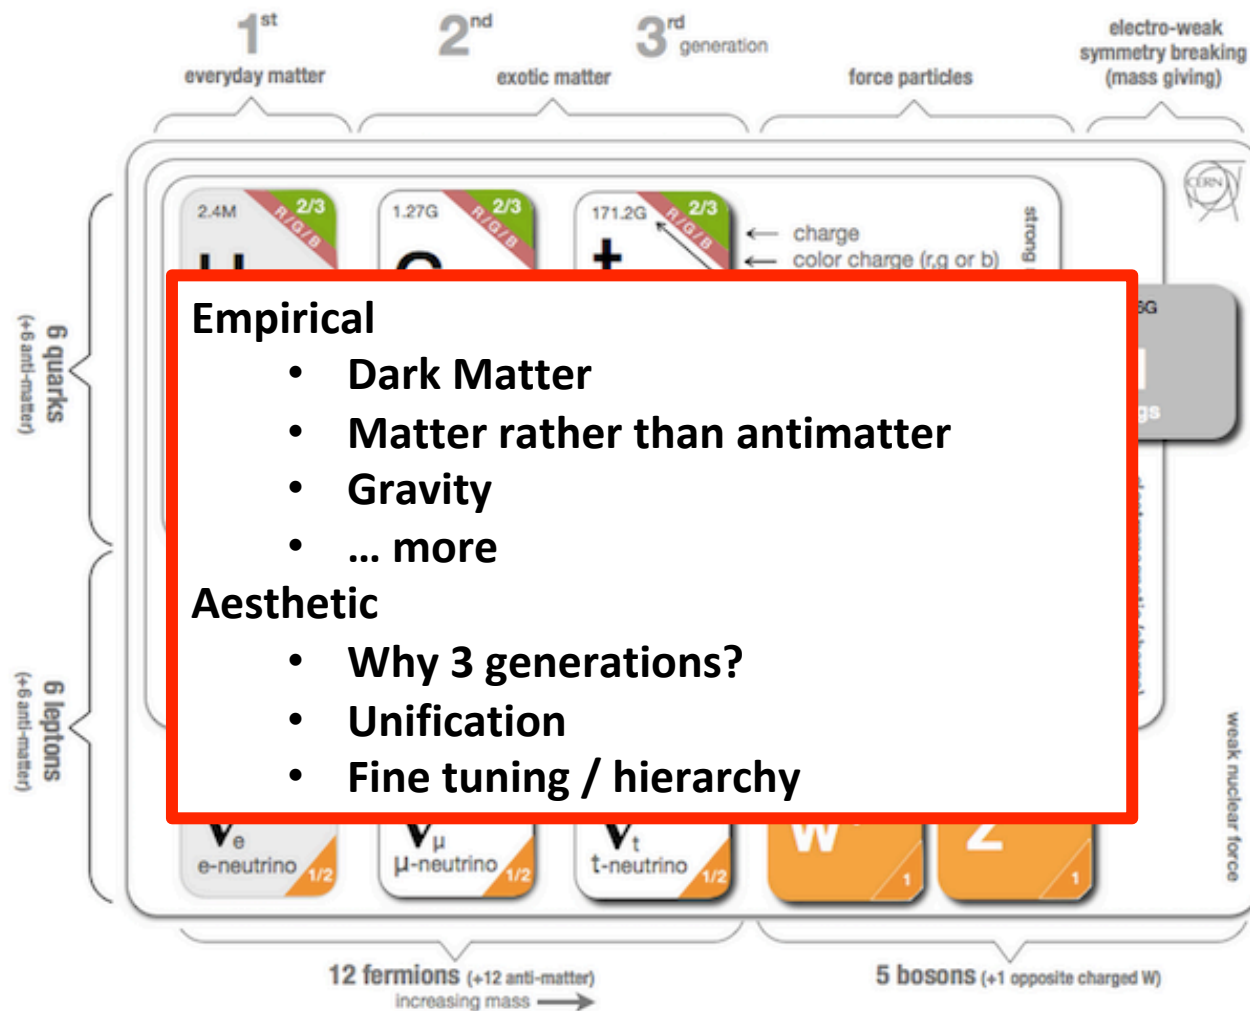 1st
2nd
3rd generation
everyday matter
exotic matter
force particles
electro-weak
symmetry breaking
(mass giving)
CERN
2.4M
R/G/B
2/3
1.27G
R/G/B
2/3
171.2G
R/G/B
2/3
t
charge
color charge (r,g or b)
strong
6 quarks
(+6 anti-matter)
Empirical
• Dark Matter
• Matter rather than antimatter
• Gravity
• … more
Aesthetic
• Why 3 generations?
• Unification
• Fine tuning / hierarchy
6 leptons
(+6 anti-matter)
weak nuclear force
νe
e-neutrino
1/2
νμ
μ-neutrino
1/2
νt
t-neutrino
1/2
W
1
Z
1
12 fermions (+12 anti-matter)
increasing mass
5 bosons (+1 opposite charged W)